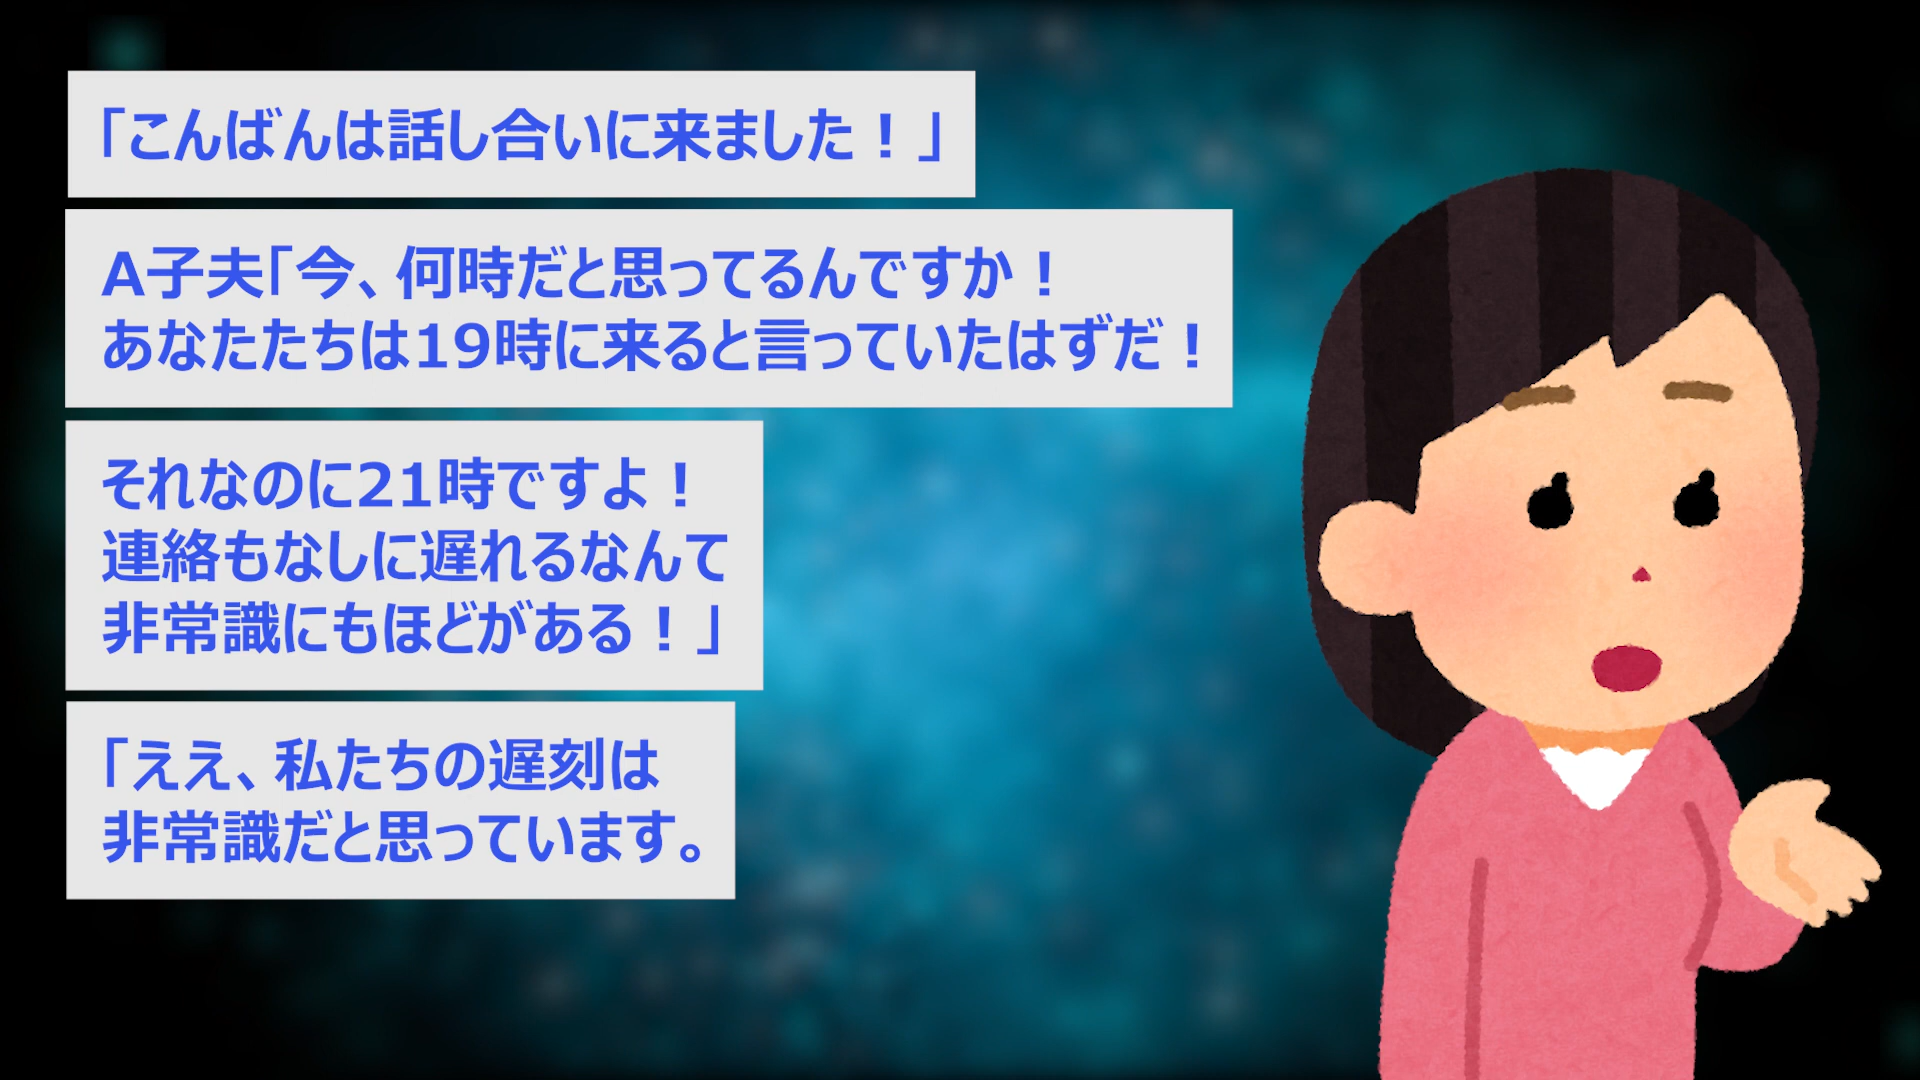 「こんばんは話し合いに来ました！」
A子夫「今、何時だと思ってるんですか！
あなたたちは19時に来ると言っていたはずだ！
それなのに21時ですよ！
連絡もなしに遅れるなんて
非常識にもほどがある！」
「ええ、私たちの遅刻は
非常識だと思っています。